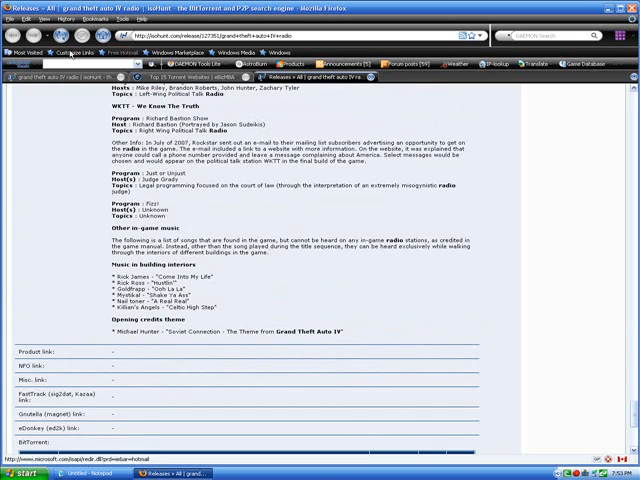 Releases » All | grand theft auto IV radio | isoHunt - the BitTorrent and P2P search engine - Mozilla Firefox
File Edit View History Bookmarks Tools Help
http://isohunt.com/release/127351/grand+theft+auto+IV+radio
DAEMON Search
Most Visited Customize Links Free Hotmail Windows Marketplace Windows Media Windows
DAEMON Tools Lite AstroBurn Products Announcements [5] Forum posts [59] Weather IP-lookup Translate Game Database
grand theft auto IV radio | isoHunt - th... Top 15 Torrent Websites | eBizMBA Releases » All | grand theft auto IV ra...
Hosts : Mike Riley, Brandon Roberts, John Hunter, Zachary Tyler
Topics : Left-Wing Political Talk Radio
WKTT - We Know The Truth
Program : Richard Bastion Show
Host : Richard Bastion (Portrayed by Jason Sudeikis)
Topics : Right Wing Political Talk Radio
Other Info: In July of 2007, Rockstar sent out an e-mail to their mailing list subscribers advertising an opportunity to get on
the radio in the game. The e-mail included a link to a website with more information. On the website, it was explained that
anyone could call a phone number provided and leave a message complaining about America. Select messages would be
chosen and would appear on the political talk station WKTT in the final build of the game.
Program : Just or Unjust
Host(s) : Judge Grady
Topics : Legal programming focused on the court of law (through the interpretation of an extremely misogynistic radio
judge)
Program : Fizz!
Host(s) : Unknown
Topics : Unknown
Other in-game music
The following is a list of songs that are found in the game, but cannot be heard on any in-game radio stations, as credited in
the game manual. Instead, other than the song played during the title sequence, they can be heard exclusively while walking
through the interiors of different buildings in the game.
Music in building interiors
* Rick James - "Come Into My Life"
* Rick Ross - "Hustlin'"
* Goldfrapp - "Ooh La La"
* Mystikal - "Shake Ya Ass"
* Nail toner - "A Real Real"
* Killian's Angels - "Celtic High Step"
Opening credits theme
* Michael Hunter - "Soviet Connection - The Theme from Grand Theft Auto IV"
Product link: -
NFO link: -
Misc. link: -
FastTrack (sig2dat, Kazaa) link: -
Gnutella (magnet) link: -
eDonkey (ed2k) link: -
BitTorrent:
http://www.microsoft.com/isapi/redir.dll?prd=ie&ar=hotmail
start Untitled - Notepad Releases » All | grand... 7:53 PM